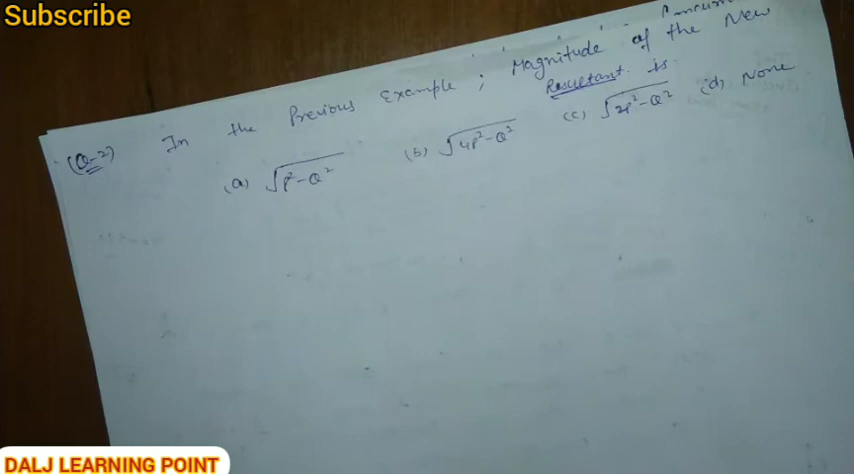 Subscribe
(Q-2) In the Previous Example ; Magnitude of the New
Resultant is
(a) √P²-Q² (b) √4P²-Q² (c) √2P²-Q² (d) None
DALJ LEARNING POINT